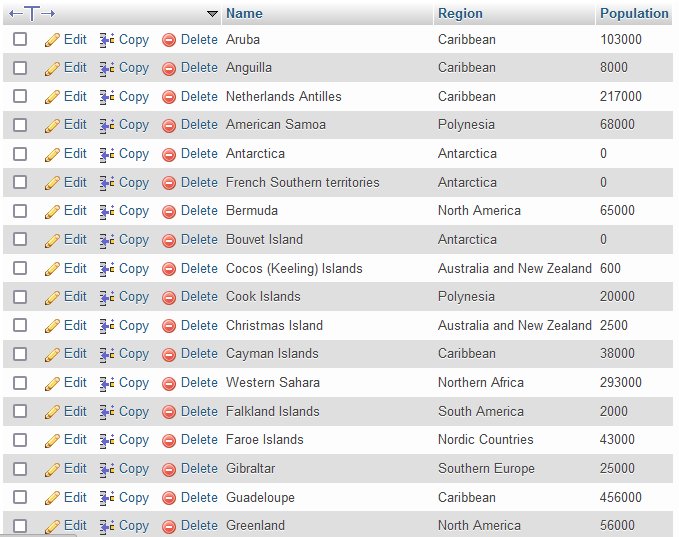 Name Region Population
Edit Copy Delete Aruba Caribbean 103000
Edit Copy Delete Anguilla Caribbean 8000
Edit Copy Delete Netherlands Antilles Caribbean 217000
Edit Copy Delete American Samoa Polynesia 68000
Edit Copy Delete Antarctica Antarctica 0
Edit Copy Delete French Southern territories Antarctica 0
Edit Copy Delete Bermuda North America 65000
Edit Copy Delete Bouvet Island Antarctica 0
Edit Copy Delete Cocos (Keeling) Islands Australia and New Zealand 600
Edit Copy Delete Cook Islands Polynesia 20000
Edit Copy Delete Christmas Island Australia and New Zealand 2500
Edit Copy Delete Cayman Islands Caribbean 38000
Edit Copy Delete Western Sahara Northern Africa 293000
Edit Copy Delete Falkland Islands South America 2000
Edit Copy Delete Faroe Islands Nordic Countries 43000
Edit Copy Delete Gibraltar Southern Europe 25000
Edit Copy Delete Guadeloupe Caribbean 456000
Edit Copy Delete Greenland North America 56000